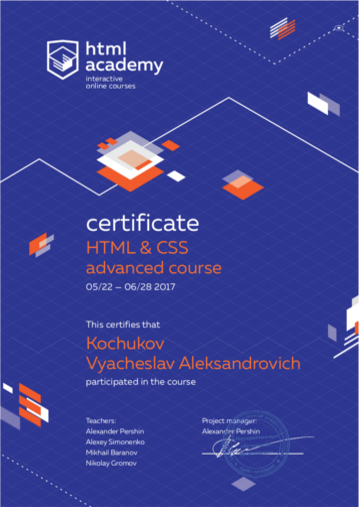 html
academy
interactive
online courses
certificate
HTML & CSS
advanced course
05/22 – 06/28 2017
This certifies that
Kochukov
Vyacheslav Aleksandrovich
participated in the course
Teachers:
Alexander Pershin
Alexey Simonenko
Mikhail Baranov
Nikolay Gromov
Project manager:
Alexander Pershin